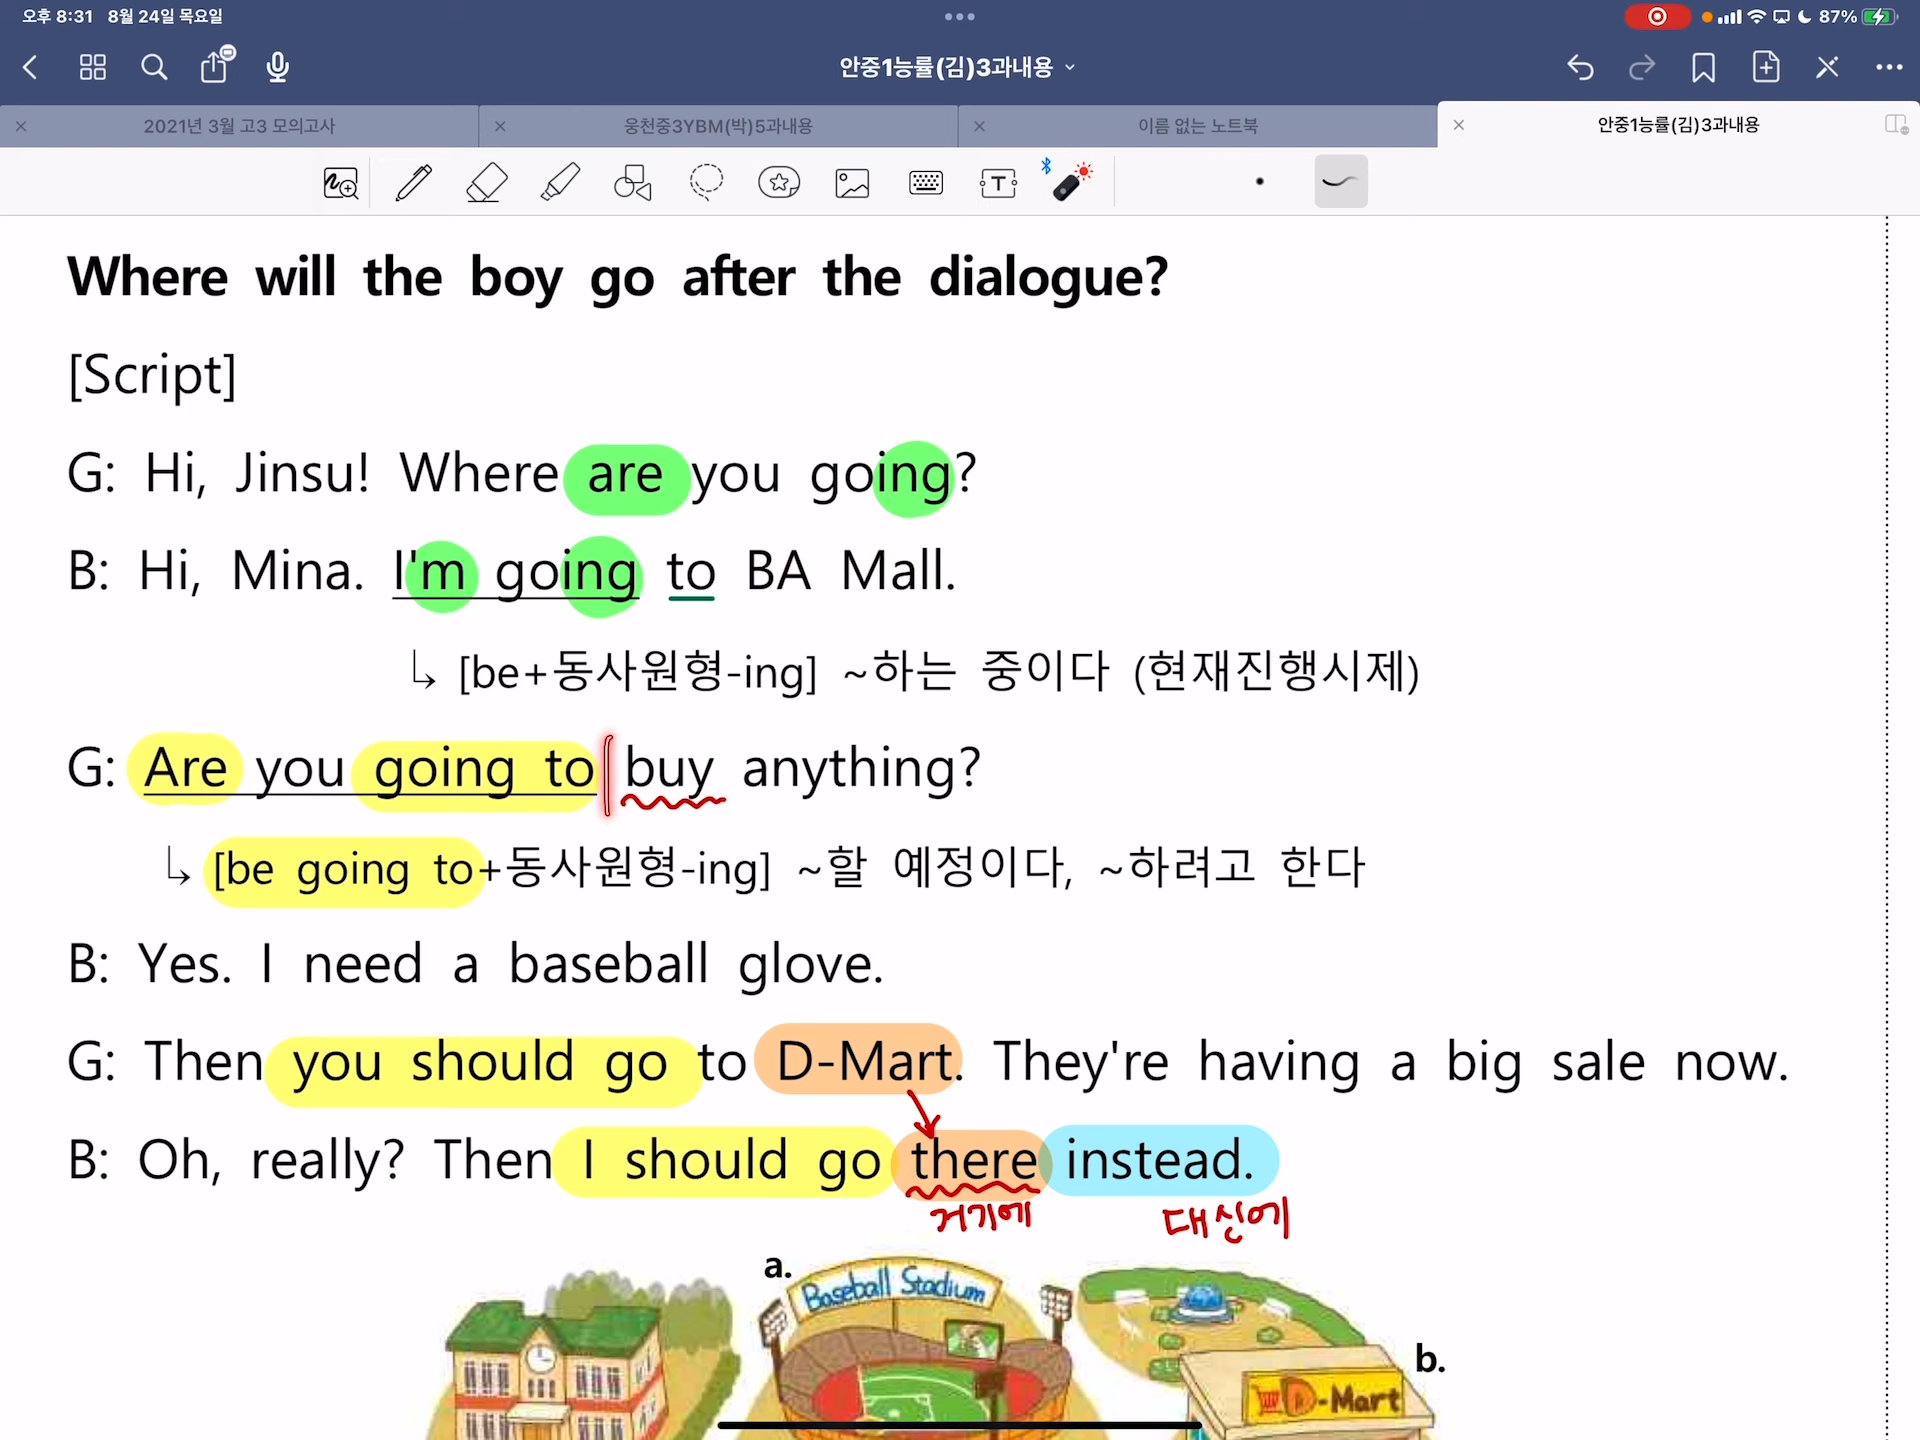 오후 8:31 8월 24일 목요일
87%
안중1능률(김)3과내용
2021년 3월 고3 모의고사
웅천중3YBM(박)5과내용
이름 없는 노트북
안중1능률(김)3과내용
Where will the boy go after the dialogue?
[Script]
G: Hi, Jinsu! Where are you going?
B: Hi, Mina. I'm going to BA Mall.
↳ [be+동사원형-ing] ~하는 중이다 (현재진행시제)
G: Are you going to buy anything?
↳ [be going to+동사원형-ing] ~할 예정이다, ~하려고 한다
B: Yes. I need a baseball glove.
G: Then you should go to D-Mart. They're having a big sale now.
B: Oh, really? Then I should go there instead.
거기에 대신에
a.
Baseball Stadium
b.
D-Mart